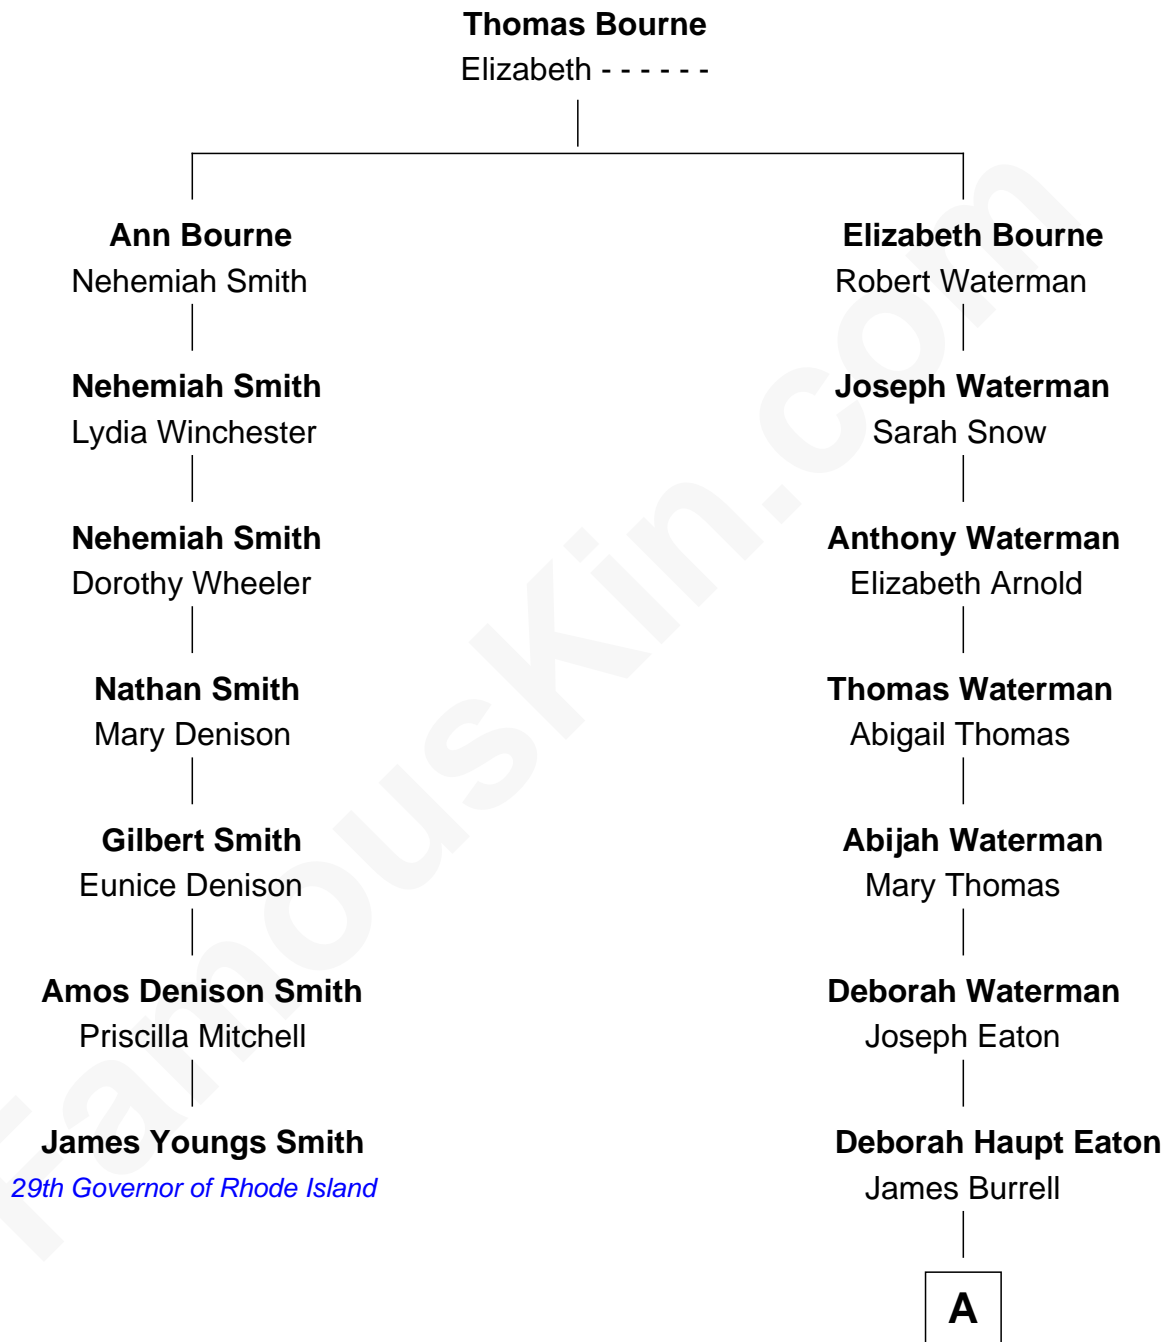 Thomas Bourne
Elizabeth - - - - - -
Ann Bourne
Nehemiah Smith
Elizabeth Bourne
Robert Waterman
Nehemiah Smith
Lydia Winchester
Joseph Waterman
Sarah Snow
Nehemiah Smith
Dorothy Wheeler
Anthony Waterman
Elizabeth Arnold
Nathan Smith
Mary Denison
Thomas Waterman
Abigail Thomas
Gilbert Smith
Eunice Denison
Abijah Waterman
Mary Thomas
Amos Denison Smith
Priscilla Mitchell
Deborah Waterman
Joseph Eaton
James Youngs Smith
29th Governor of Rhode Island
Deborah Haupt Eaton
James Burrell
A
FamousKin.com